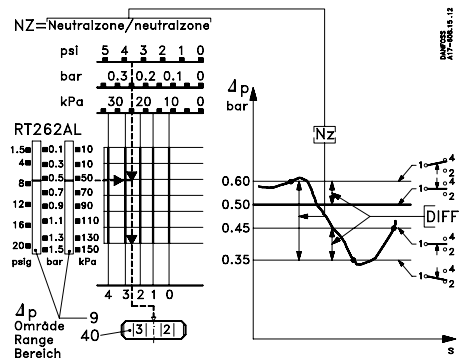 NZ=Neutralzone/neutralzone
DANFOSS
A17-606.15.12
psi 5 4 3 2 1 0
bar 0.3 0.2 0.1 0
kPa 30 20 10 0
RT262AL
1.5 0.1 10
4 0.3 10
8 0.5 50
0.7 70
12 0.9 90
16 1.1 110
1.3 130
20 1.5 150
psig bar kPa
4 3 2 1 0
Δp
Område
Range
Bereich
9
40
3 2
Δp
bar
Nz
0.60
0.50
0.45
0.35
DIFF
1 4
2
1 4
2
1 4
2
1 4
2
s